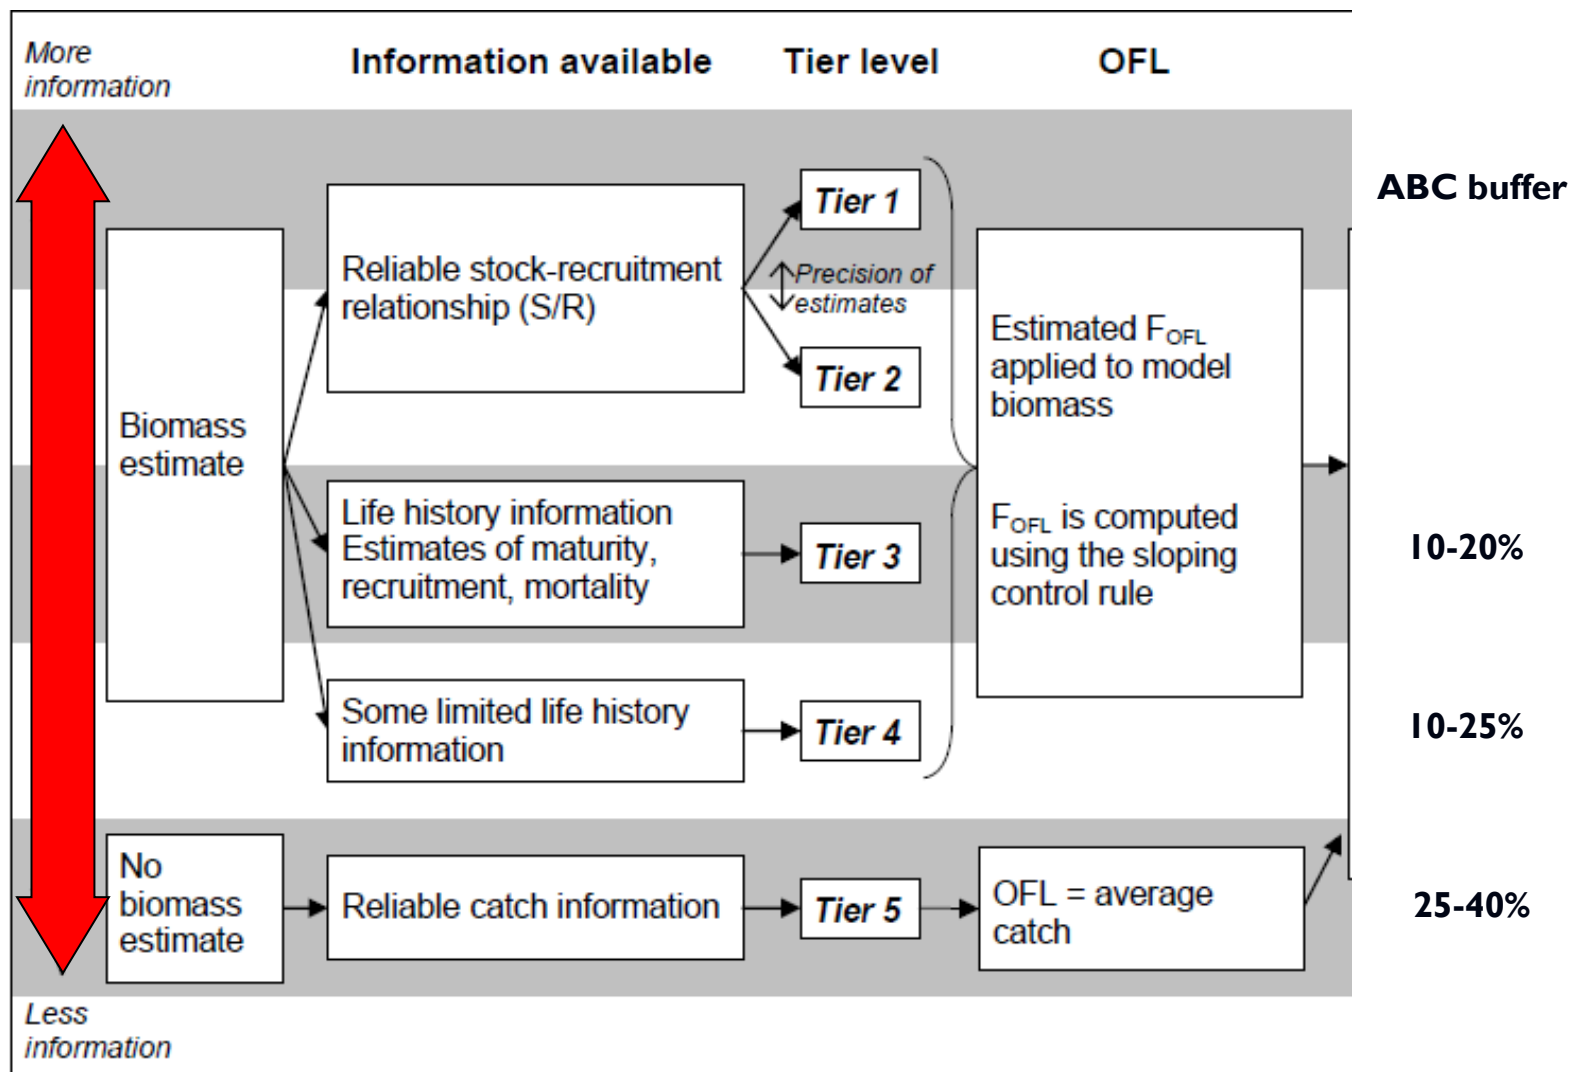 More
information
Information available
Tier level
OFL
ABC buffer
Biomass
estimate
Reliable stock-recruitment
relationship (S/R)
Tier 1
Precision of
estimates
Tier 2
Estimated FOFL
applied to model
biomass
FOFL is computed
using the sloping
control rule
Life history information
Estimates of maturity,
recruitment, mortality
Tier 3
10-20%
Some limited life history
information
Tier 4
10-25%
No
biomass
estimate
Reliable catch information
Tier 5
OFL = average
catch
25-40%
Less
information